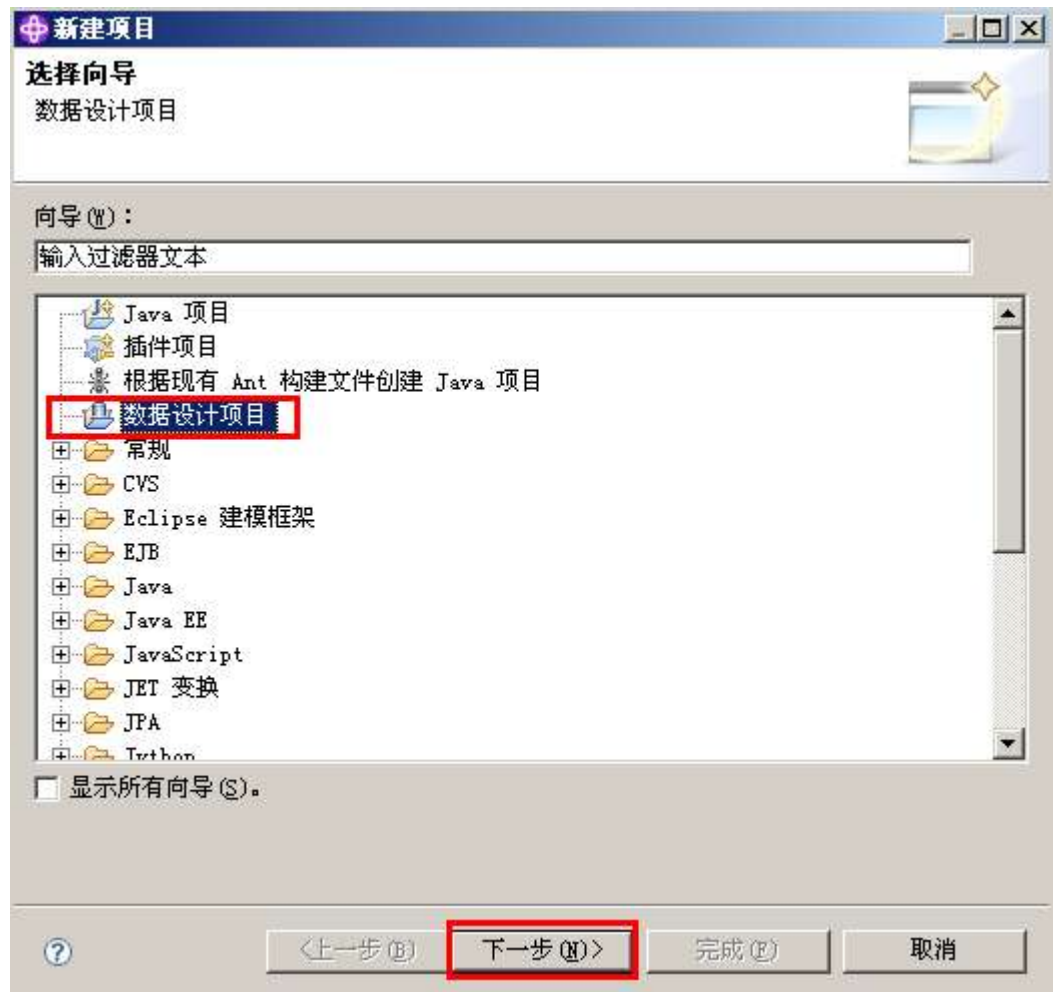 新建项目
选择向导
数据设计项目
向导(W)：
输入过滤器文本
Java 项目
插件项目
根据现有 Ant 构建文件创建 Java 项目
数据设计项目
常规
CVS
Eclipse 建模框架
EJB
Java
Java EE
JavaScript
JET 变换
JPA
Jython
显示所有向导(S)。
<上一步(B) 下一步(N)> 完成(F) 取消